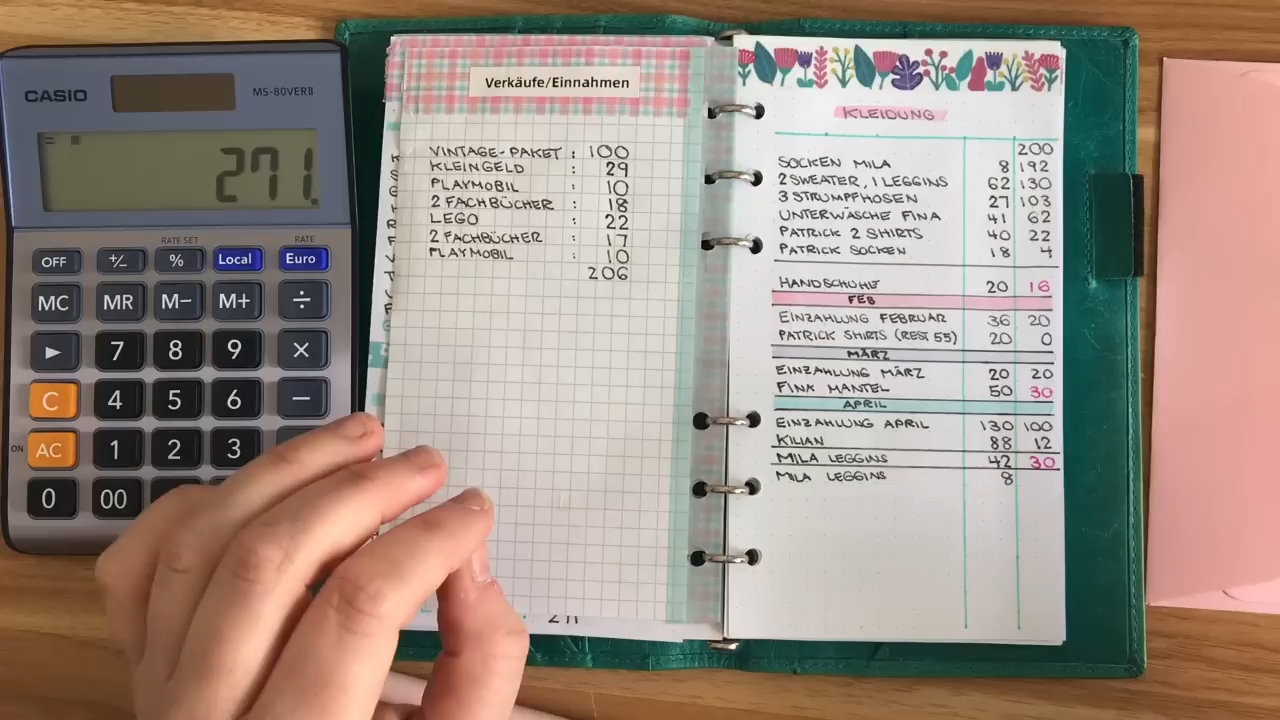 CASIO
MS-80VERII
271.
RATE SET
RATE
OFF
+/−
%
Local
Euro
MC
MR
M−
M+
÷
►
7
8
9
×
C
4
5
6
−
ON
AC
1
2
3
0
00
Verkäufe/Einnahmen
VINTAGE-PAKET : 100
KLEINGELD : 29
PLAYMOBIL : 10
2 FACHBÜCHER : 18
LEGO : 22
2 FACHBÜCHER : 17
PLAYMOBIL : 10
206
KLEIDUNG
200
SOCKEN MILA 8 192
2 SWEATER, 1 LEGGINS 62 130
3 STRUMPFHOSEN 27 103
UNTERWÄSCHE FINA 41 62
PATRICK 2 SHIRTS 40 22
PATRICK SOCKEN 18 4
HANDSCHUHE 20 16
FEB
EINZAHLUNG FEBRUAR 36 20
PATRICK SHIRTS (REST 55) 20 0
MÄRZ
EINZAHLUNG MÄRZ 20 20
FINA MANTEL 50 30
APRIL
EINZAHLUNG APRIL 130 100
KILIAN 88 12
MILA LEGGINS 42 30
MILA LEGGINS 8